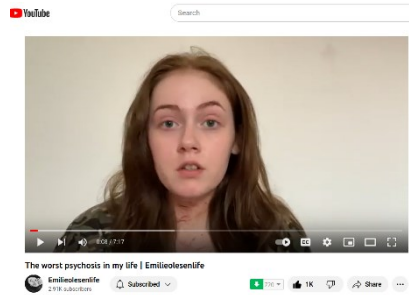 YouTube
Search
0:01 / 7:17
The worst psychosis in my life | Emilieolesenlife
Emilieolesenlife
2.91K subscribers
Subscribed
1K
Share